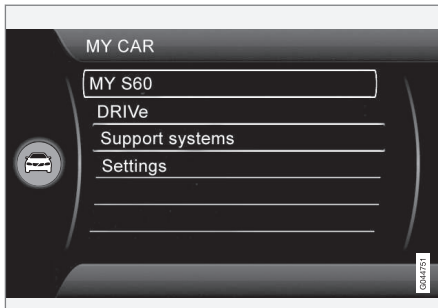 MY CAR
MY S60
DRIVe
Support systems
Settings
G044751